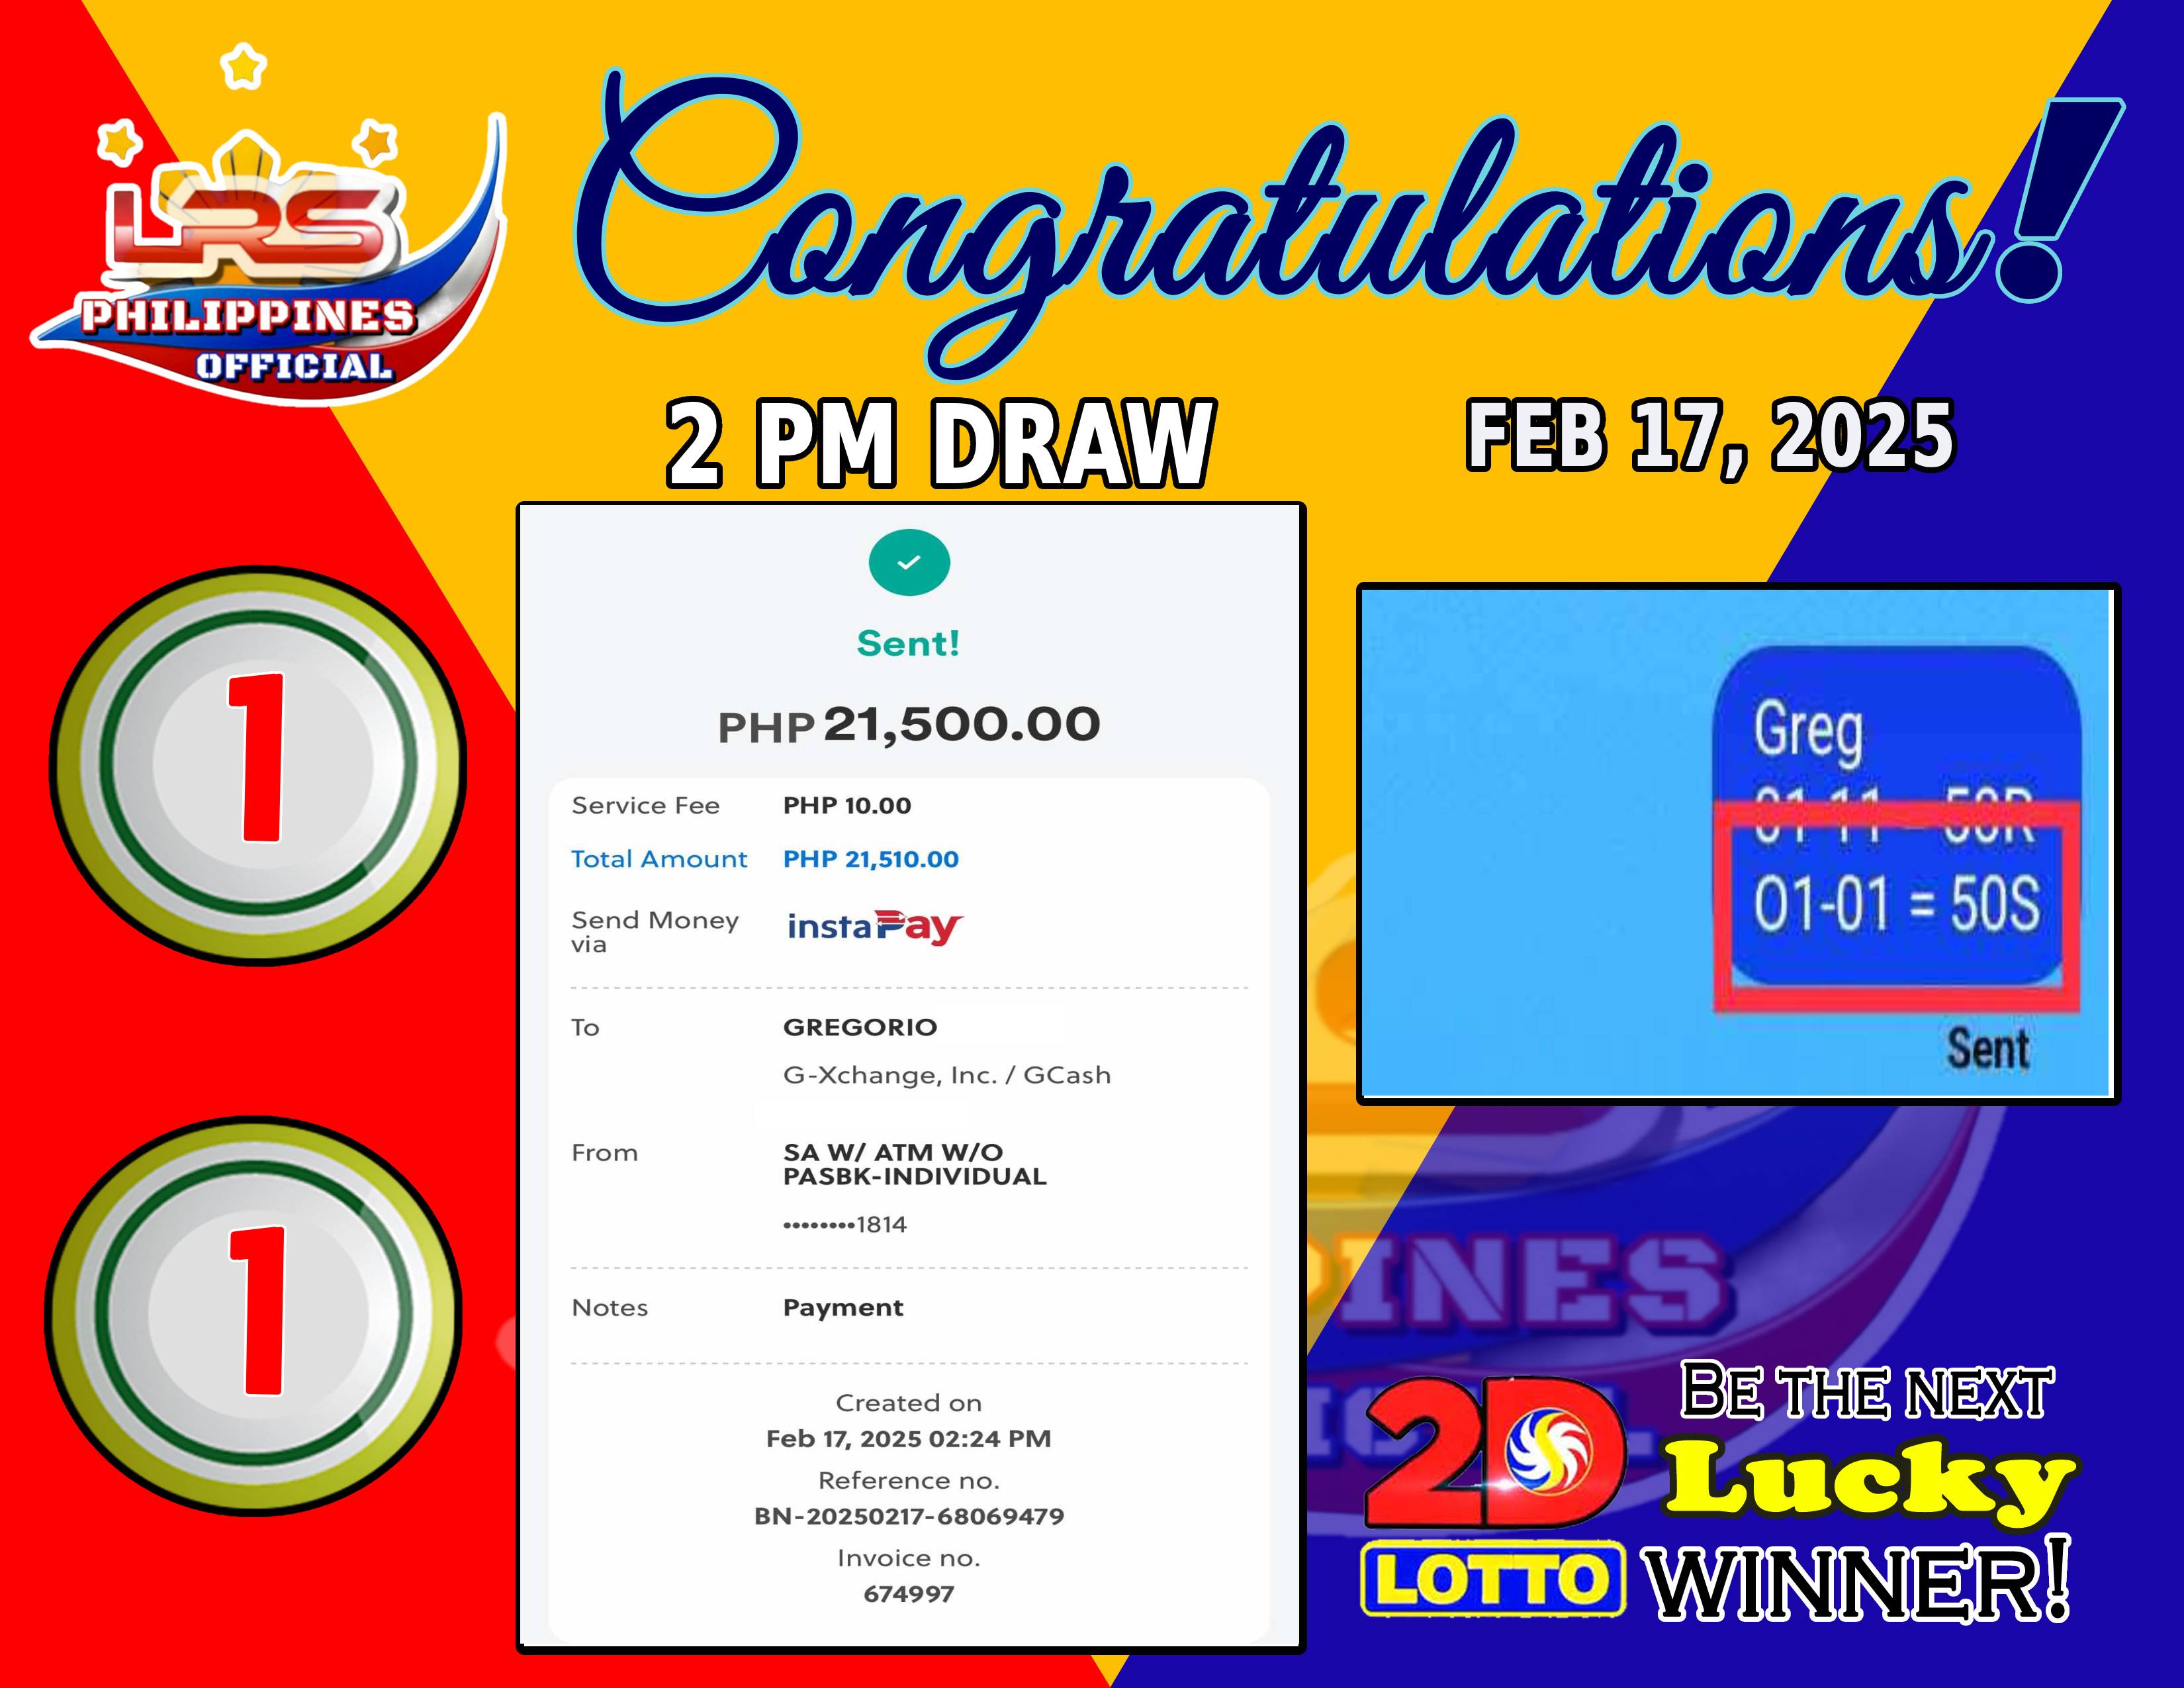 LRS
PHILIPPINES
OFFICIAL
Congratulations!
2 PM DRAW
FEB 17, 2025
1
1
Sent!
PHP 21,500.00
Service Fee PHP 10.00
Total Amount PHP 21,510.00
Send Money via instaPay
To GREGORIO
G-Xchange, Inc. / GCash
From SA W/ ATM W/O
PASBK-INDIVIDUAL
••••••••1814
Notes Payment
Created on
Feb 17, 2025 02:24 PM
Reference no.
BN-20250217-68069479
Invoice no.
674997
Greg
O1-01 = 50S
Sent
PINES
2D
LOTTO
BE THE NEXT
Lucky
WINNER!